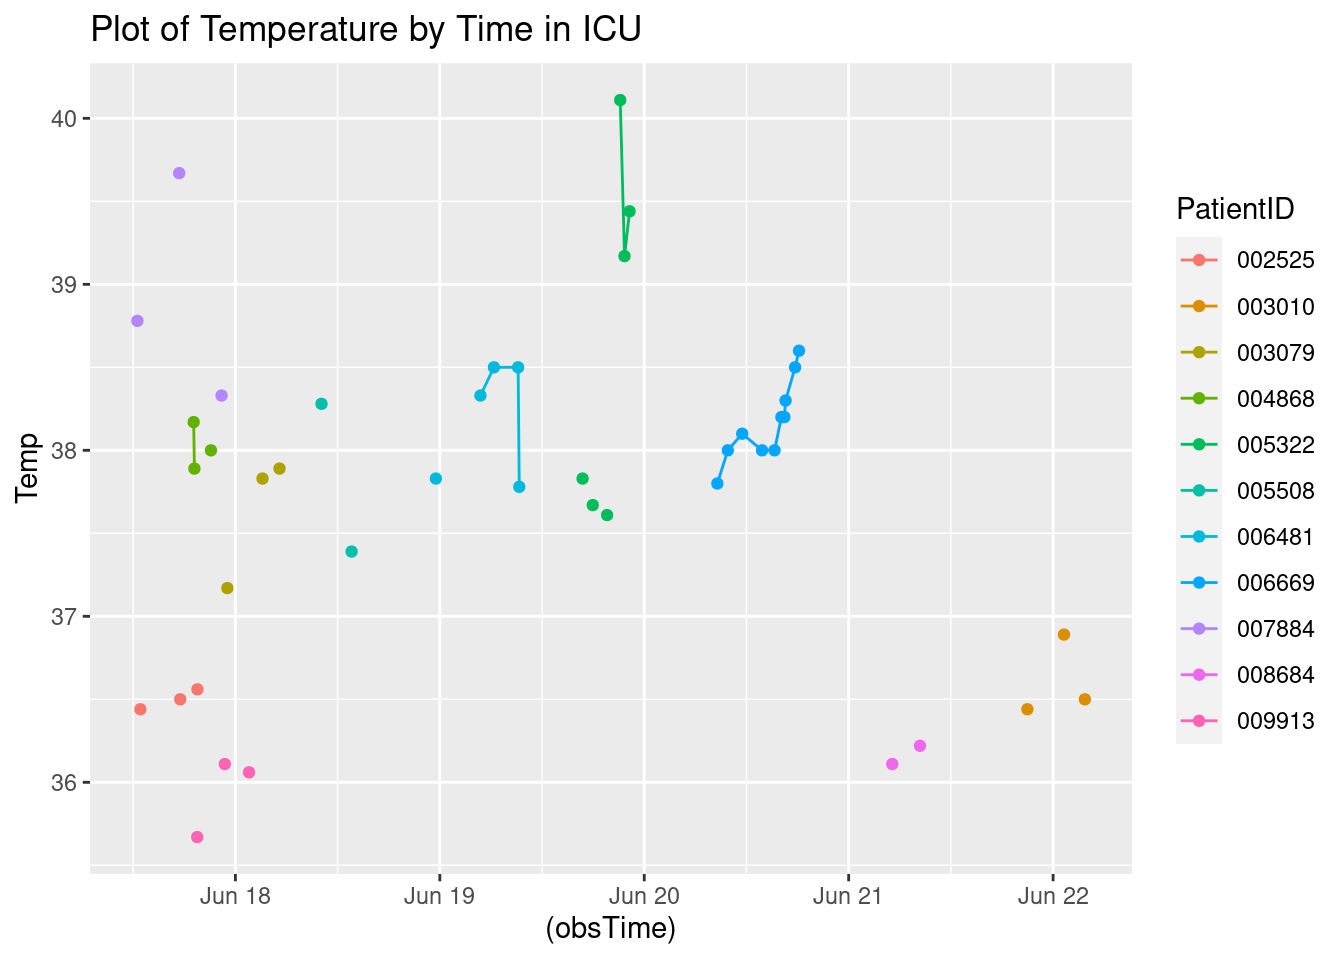 Plot of Temperature by Time in ICU
40
39
38
37
36
Temp
Jun 18
Jun 19
Jun 20
Jun 21
Jun 22
(obsTime)
PatientID
002525
003010
003079
004868
005322
005508
006481
006669
007884
008684
009913